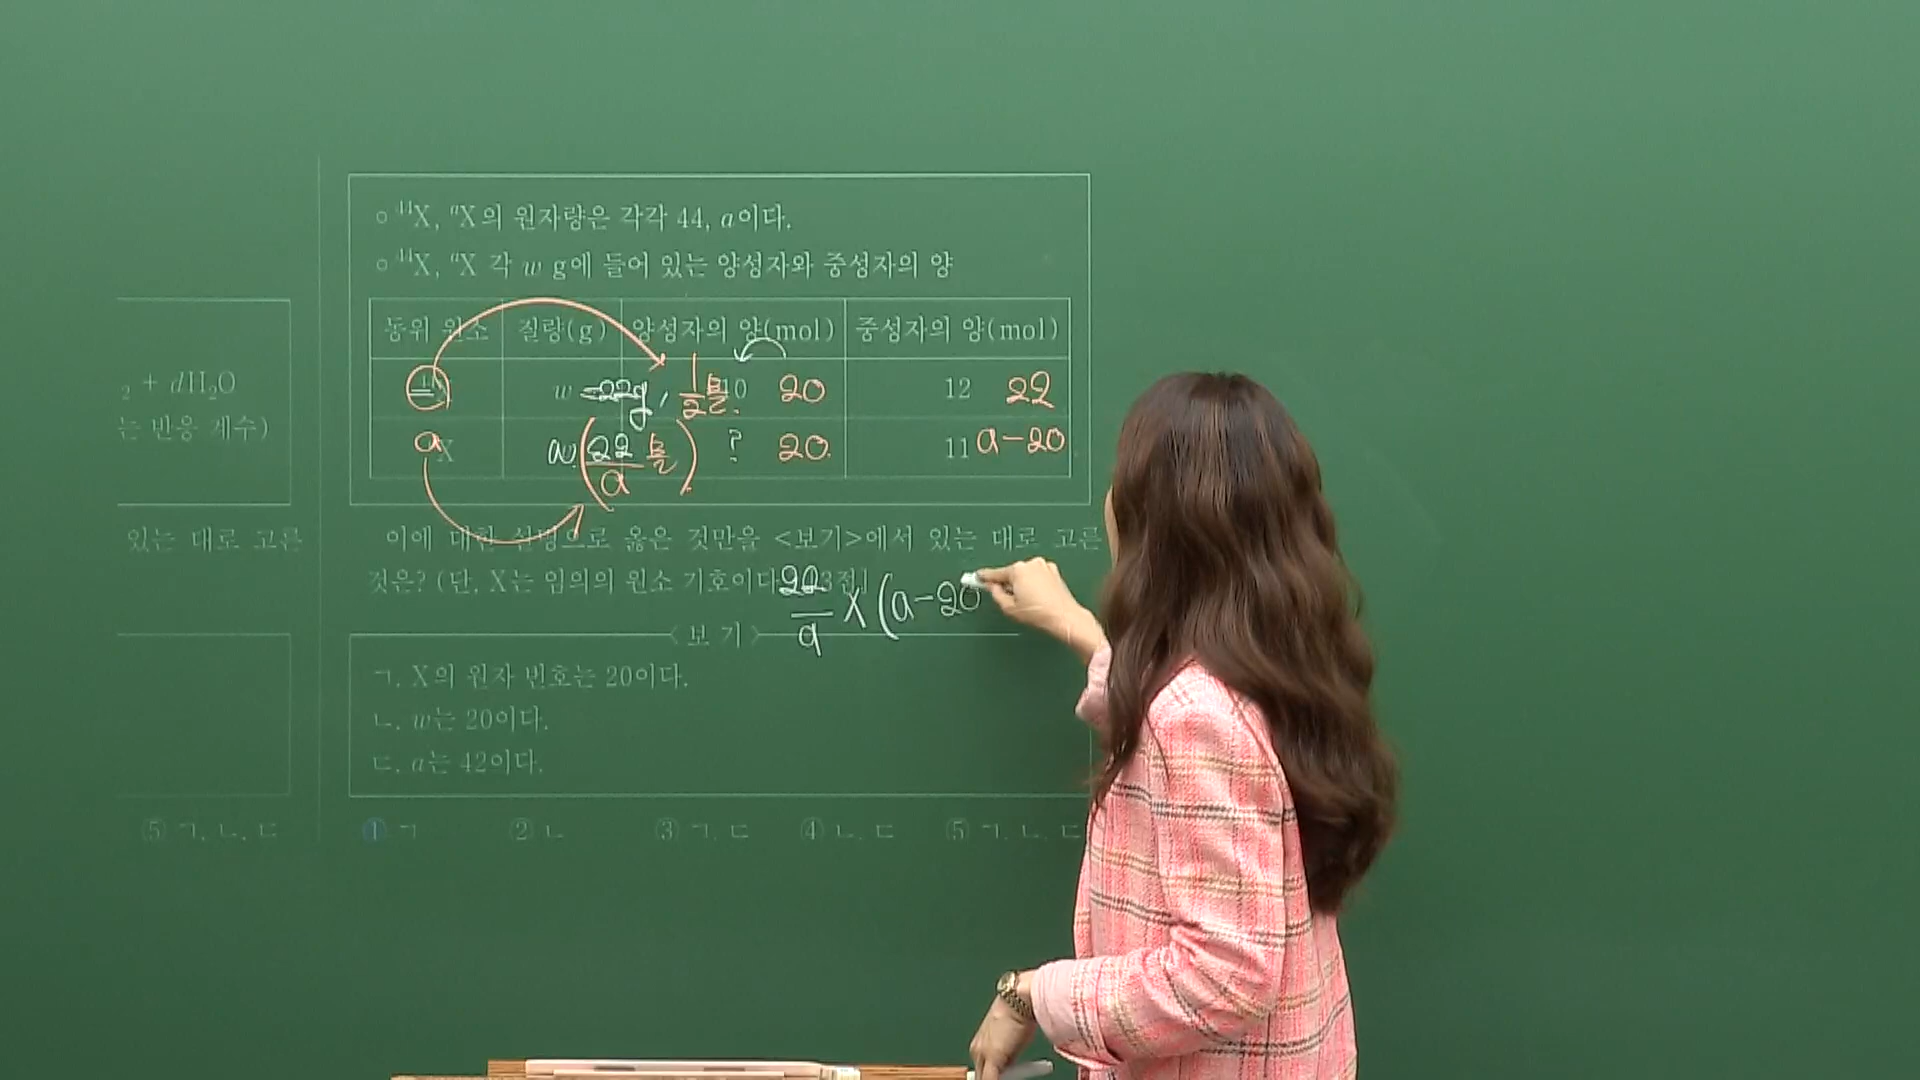 ○ ⁴⁴X, ᵃX의 원자량은 각각 44, a이다.
○ ⁴⁴X, ᵃX 각 w g에 들어 있는 양성자와 중성자의 양
동위 원소 질량(g) 양성자의 양(mol) 중성자의 양(mol)
w =22g, 1/2몰. 10 20 12 22
a X w (22/a 몰) ? 20. 11 a-20
이에 대한 설명으로 옳은 것만을 <보기>에서 있는 대로 고른
것은? (단, X는 임의의 원소 기호이다.) [3점]
22/a × (a-20
<보기>
ㄱ. X의 원자 번호는 20이다.
ㄴ. w는 20이다.
ㄷ. a는 42이다.
① ㄱ ② ㄴ ③ ㄱ, ㄷ ④ ㄴ, ㄷ ⑤ ㄱ, ㄴ, ㄷ
₂ + dH₂O
는 반응 계수)
있는 대로 고른
⑤ ㄱ, ㄴ, ㄷ